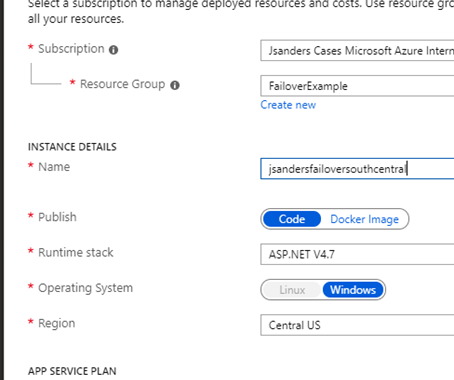 Select a subscription to manage deployed resources and costs. Use resource gro
all your resources.
* Subscription
Jsanders Cases Microsoft Azure Intern
* Resource Group
FailoverExample
Create new
INSTANCE DETAILS
* Name
jsandersfailoversouthcentral
* Publish
Code
Docker Image
* Runtime stack
ASP.NET V4.7
* Operating System
Linux
Windows
* Region
Central US
APP SERVICE PLAN